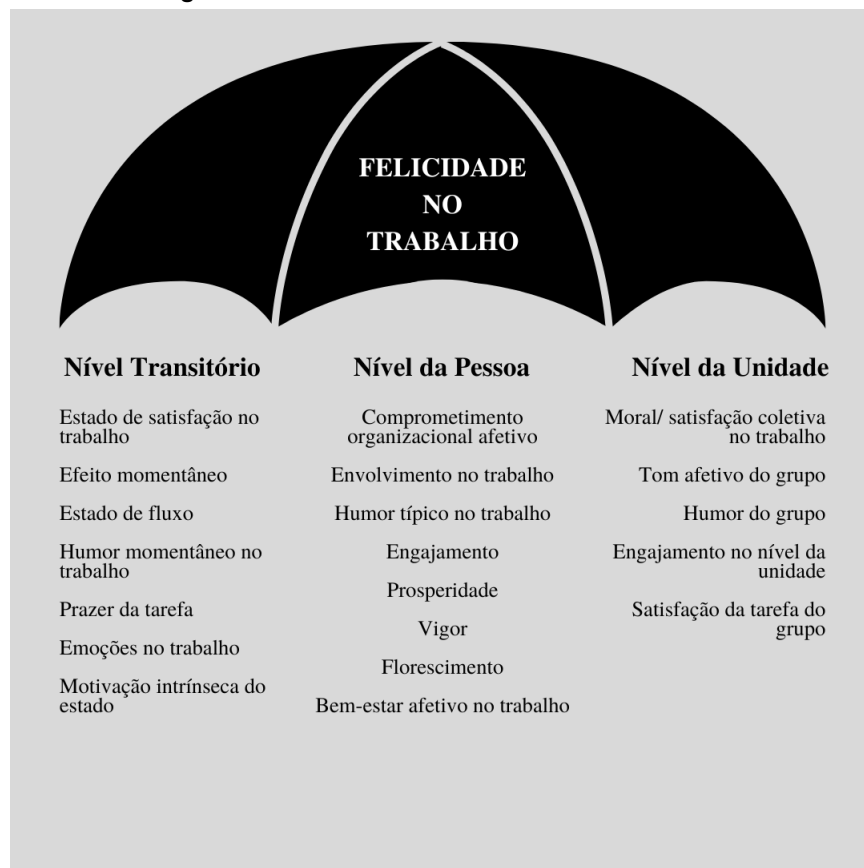 FELICIDADE
NO
TRABALHO
Nível Transitório
Estado de satisfação no
trabalho
Efeito momentâneo
Estado de fluxo
Humor momentâneo no
trabalho
Prazer da tarefa
Emoções no trabalho
Motivação intrínseca do
estado
Nível da Pessoa
Comprometimento
organizacional afetivo
Envolvimento no trabalho
Humor típico no trabalho
Engajamento
Prosperidade
Vigor
Florescimento
Bem-estar afetivo no trabalho
Nível da Unidade
Moral/ satisfação coletiva
no trabalho
Tom afetivo do grupo
Humor do grupo
Engajamento no nível da
unidade
Satisfação da tarefa do
grupo